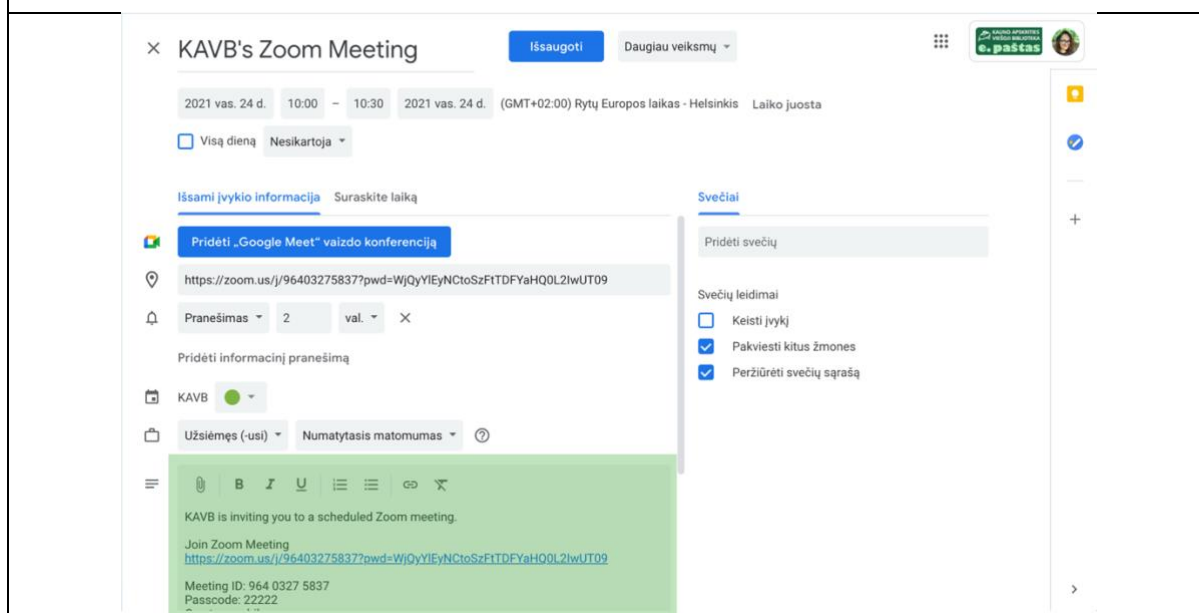 KAVB's Zoom Meeting
Išsaugoti
Daugiau veiksmų
KAUNO APSKRITIES
VIEŠOJI BIBLIOTEKA
e. paštas
2021 vas. 24 d. 10:00 – 10:30 2021 vas. 24 d. (GMT+02:00) Rytų Europos laikas - Helsinkis Laiko juosta
Visą dieną Nesikartoja
Išsami įvykio informacija Suraskite laiką
Svečiai
Pridėti „Google Meet“ vaizdo konferenciją
Pridėti svečių
https://zoom.us/j/96403275837?pwd=WjQyYlEyNCtoSzFtTDFYaHQ0L2IwUT09
Svečių leidimai
Pranešimas 2 val.
Keisti įvykį
Pakviesti kitus žmones
Pridėti informacinį pranešimą
Peržiūrėti svečių sąrašą
KAVB
Užsiėmęs (-usi) Numatytasis matomumas
B I U
KAVB is inviting you to a scheduled Zoom meeting.
Join Zoom Meeting
https://zoom.us/j/96403275837?pwd=WjQyYlEyNCtoSzFtTDFYaHQ0L2IwUT09
Meeting ID: 964 0327 5837
Passcode: 22222